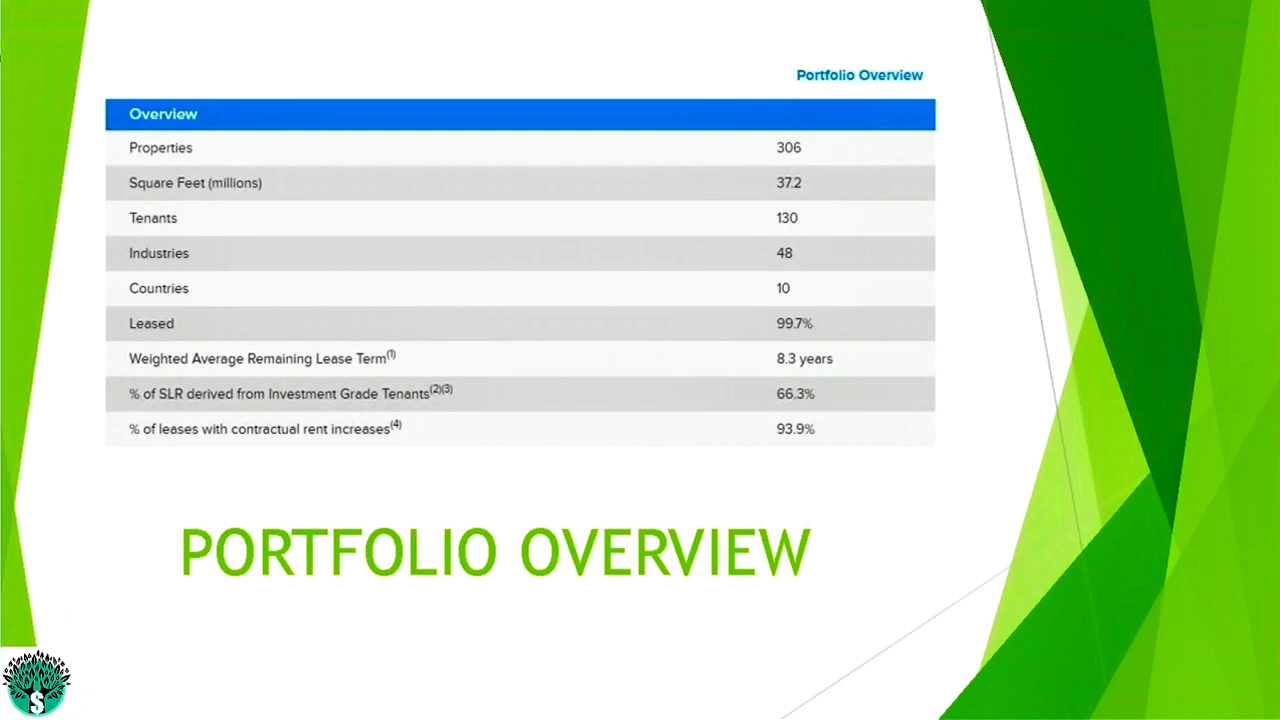 Portfolio Overview
Overview
Properties 306
Square Feet (millions) 37.2
Tenants 130
Industries 48
Countries 10
Leased 99.7%
Weighted Average Remaining Lease Term(1) 8.3 years
% of SLR derived from Investment Grade Tenants(2)(3) 66.3%
% of leases with contractual rent increases(4) 93.9%
PORTFOLIO OVERVIEW
$